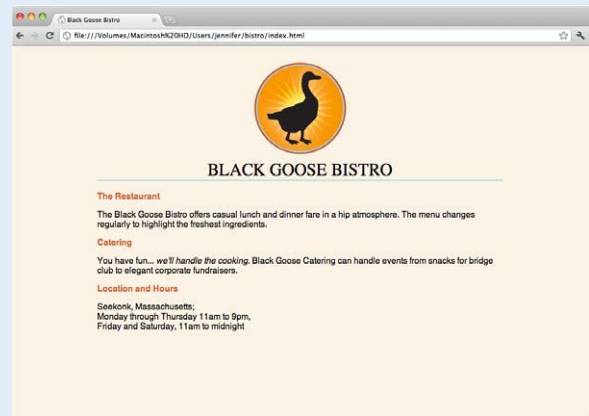 Black Goose Bistro
file:///Volumes/Macintosh%20HD/Users/jennifer/bistro/index.html
BLACK GOOSE BISTRO
The Restaurant
The Black Goose Bistro offers casual lunch and dinner fare in a hip atmosphere. The menu changes
regularly to highlight the freshest ingredients.
Catering
You have fun... we'll handle the cooking. Black Goose Catering can handle events from snacks for bridge
club to elegant corporate fundraisers.
Location and Hours
Seekonk, Massachusetts;
Monday through Thursday 11am to 9pm,
Friday and Saturday, 11am to midnight